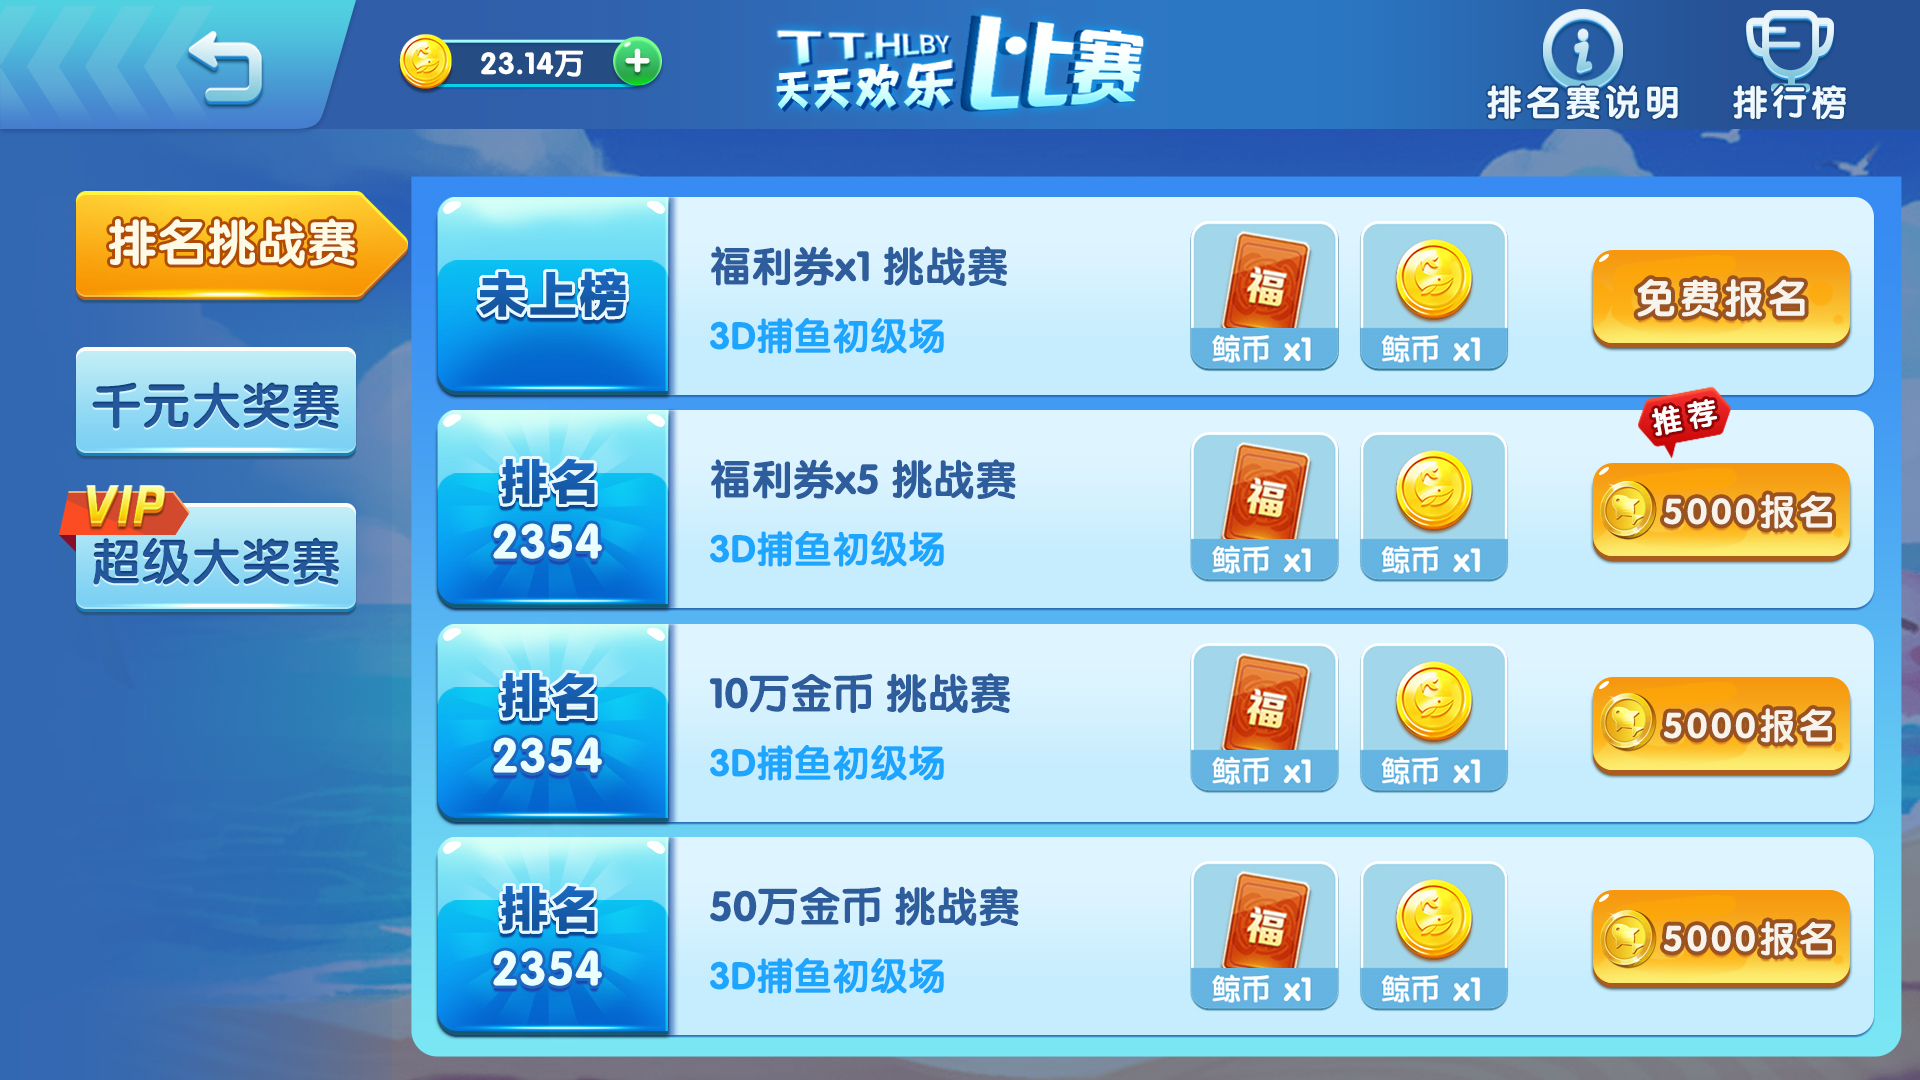 23.14万
TT.HLBY
天天欢乐比赛
排名赛说明
排行榜
排名挑战赛
千元大奖赛
VIP
超级大奖赛
未上榜
福利券x1 挑战赛
3D捕鱼初级场
福
鲸币 x1
鲸币 x1
免费报名
排名
2354
福利券x5 挑战赛
3D捕鱼初级场
福
鲸币 x1
鲸币 x1
推荐
5000报名
排名
2354
10万金币 挑战赛
3D捕鱼初级场
福
鲸币 x1
鲸币 x1
5000报名
排名
2354
50万金币 挑战赛
3D捕鱼初级场
福
鲸币 x1
鲸币 x1
5000报名